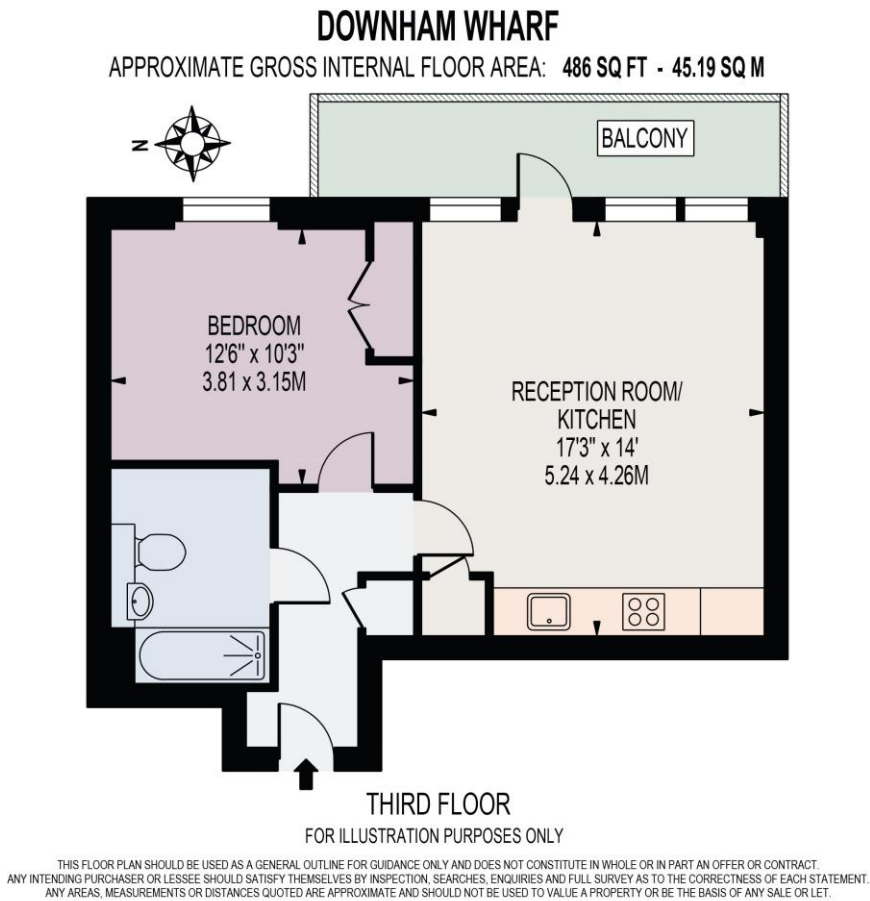 DOWNHAM WHARF
APPROXIMATE GROSS INTERNAL FLOOR AREA: 486 SQ FT - 45.19 SQ M
BALCONY
N
BEDROOM
12'6" x 10'3"
3.81 x 3.15M
RECEPTION ROOM/
KITCHEN
17'3" x 14'
5.24 x 4.26M
THIRD FLOOR
FOR ILLUSTRATION PURPOSES ONLY
THIS FLOOR PLAN SHOULD BE USED AS A GENERAL OUTLINE FOR GUIDANCE ONLY AND DOES NOT CONSTITUTE IN WHOLE OR IN PART AN OFFER OR CONTRACT.
ANY INTENDING PURCHASER OR LESSEE SHOULD SATISFY THEMSELVES BY INSPECTION, SEARCHES, ENQUIRIES AND FULL SURVEY AS TO THE CORRECTNESS OF EACH STATEMENT.
ANY AREAS, MEASUREMENTS OR DISTANCES QUOTED ARE APPROXIMATE AND SHOULD NOT BE USED TO VALUE A PROPERTY OR BE THE BASIS OF ANY SALE OR LET.